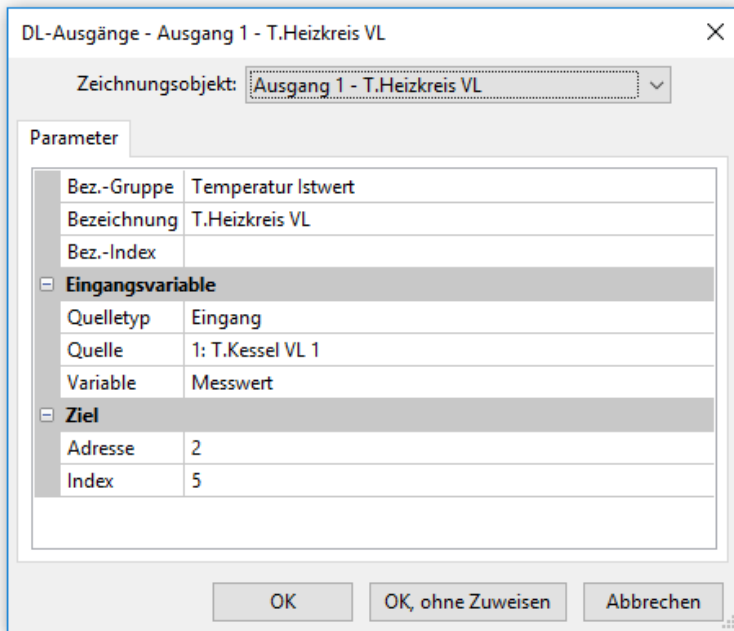 DL-Ausgänge - Ausgang 1 - T.Heizkreis VL
Zeichnungsobjekt: Ausgang 1 - T.Heizkreis VL
Parameter
Bez.-Gruppe Temperatur Istwert
Bezeichnung T.Heizkreis VL
Bez.-Index
Eingangsvariable
Quelletyp Eingang
Quelle 1: T.Kessel VL 1
Variable Messwert
Ziel
Adresse 2
Index 5
OK OK, ohne Zuweisen Abbrechen